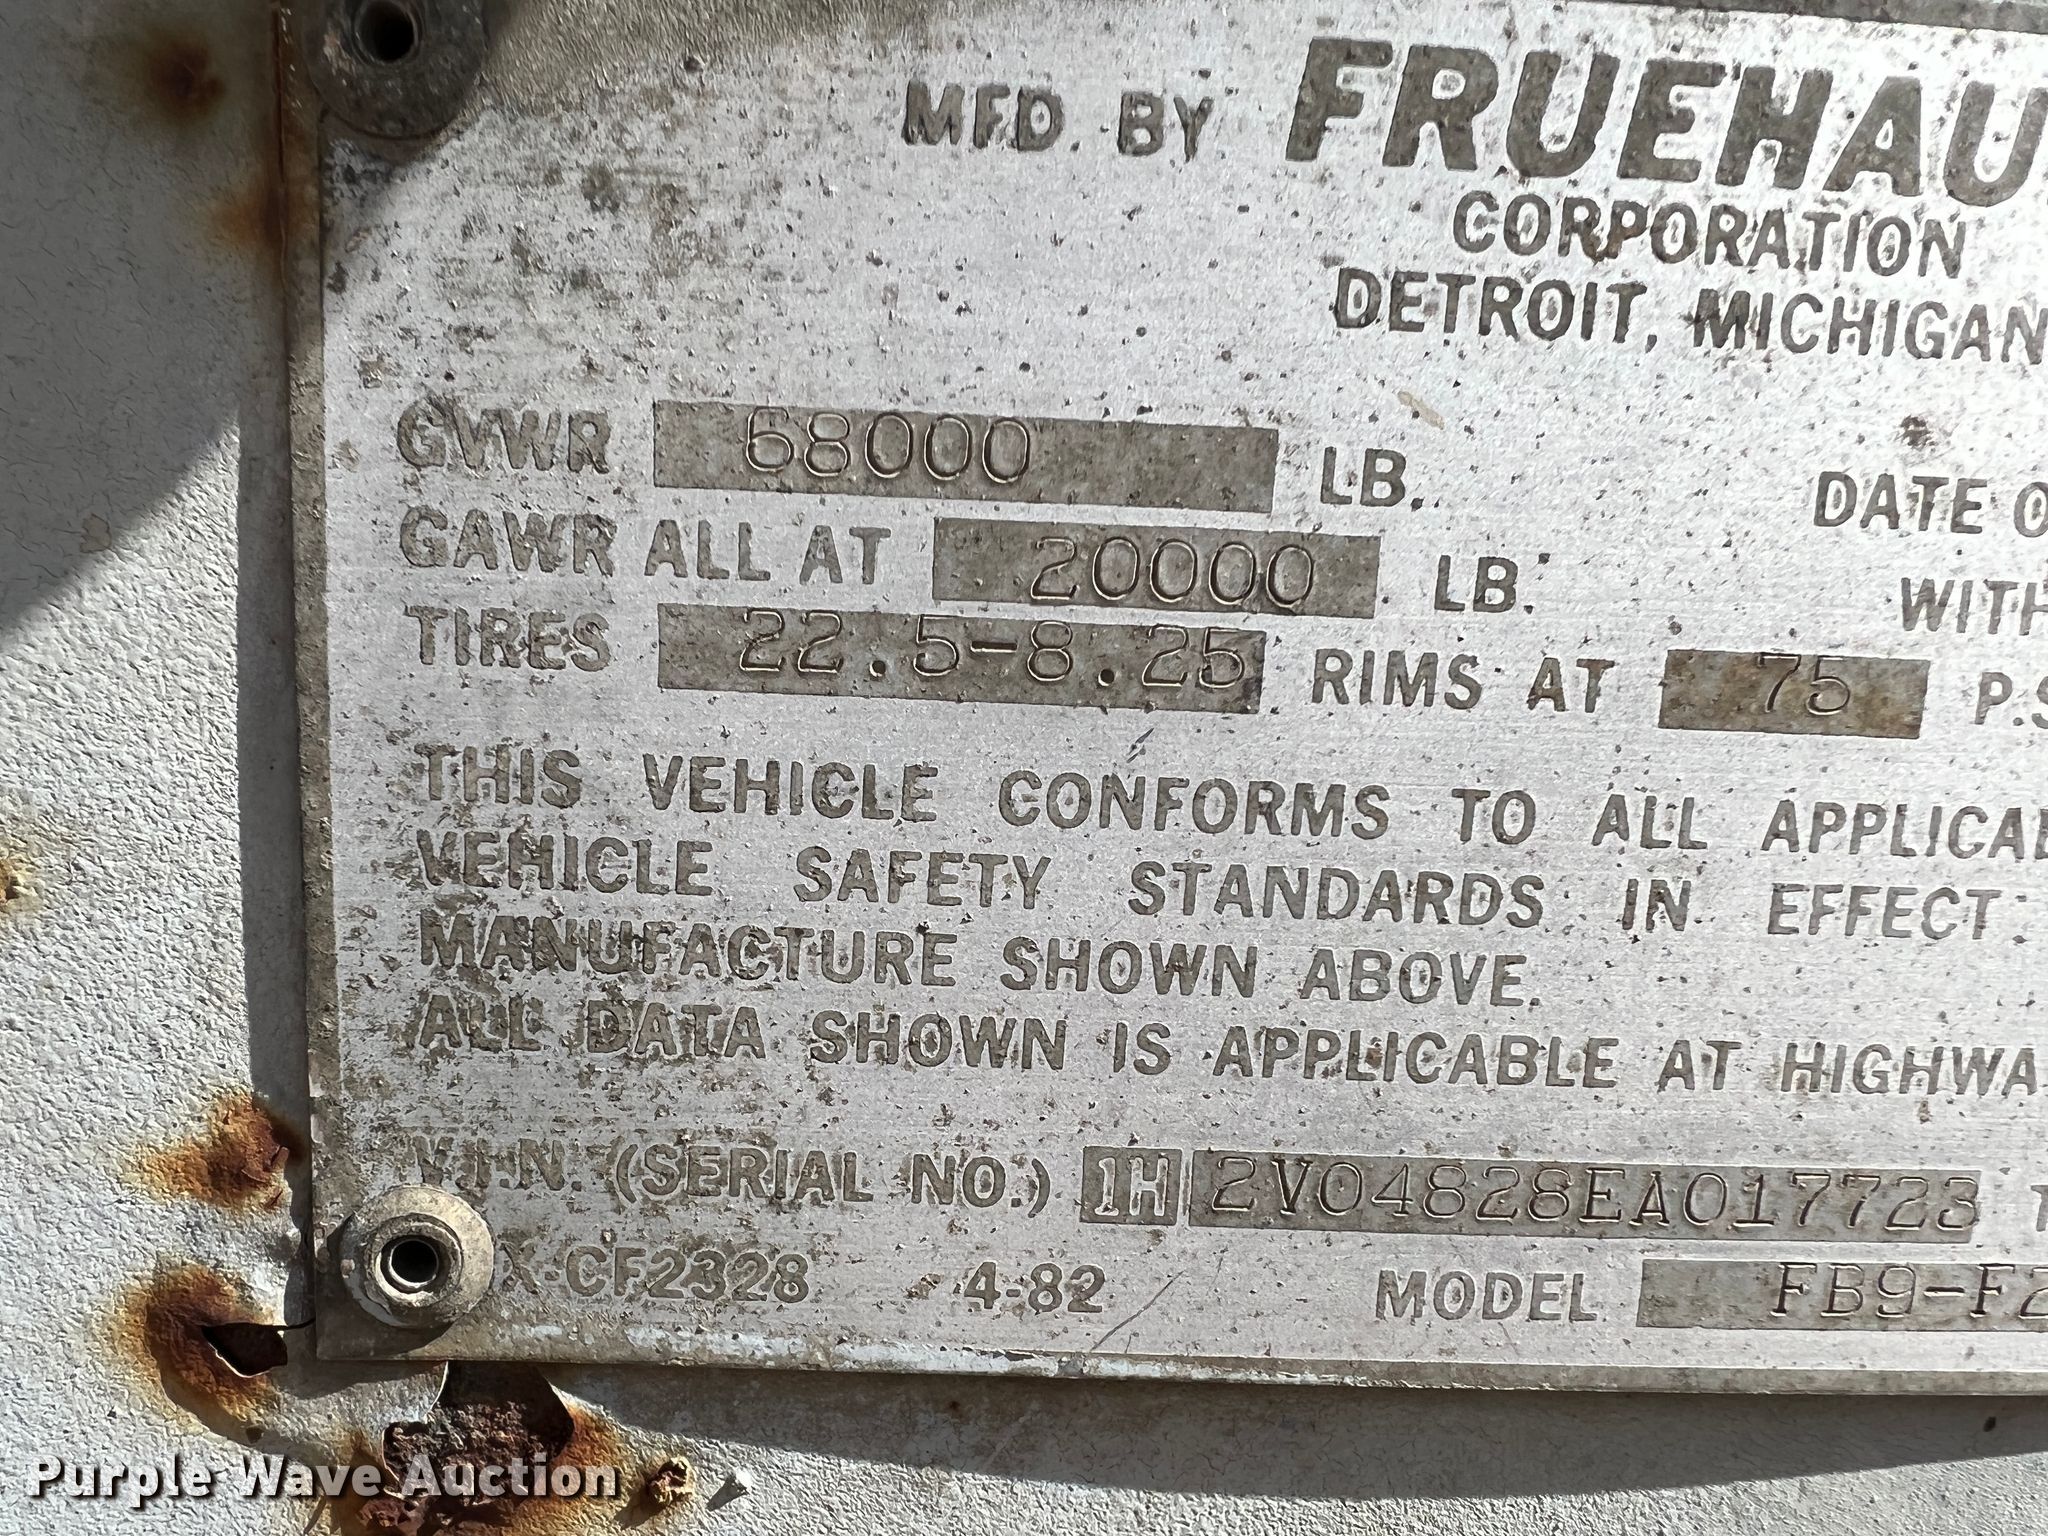 MFD. BY FRUEHAU
CORPORATION
DETROIT, MICHIGAN
GVWR 68000 LB. DATE O
GAWR ALL AT 20000 LB. WITH
TIRES 22.5-8.25 RIMS AT 75 P.S
THIS VEHICLE CONFORMS TO ALL APPLICAB
VEHICLE SAFETY STANDARDS IN EFFECT
MANUFACTURE SHOWN ABOVE.
ALL DATA SHOWN IS APPLICABLE AT HIGHWA
V.I.N. (SERIAL NO.) 1H 2V04828EA017723
X-CF2328 4-82 MODEL FB9-F2
Purple Wave Auction